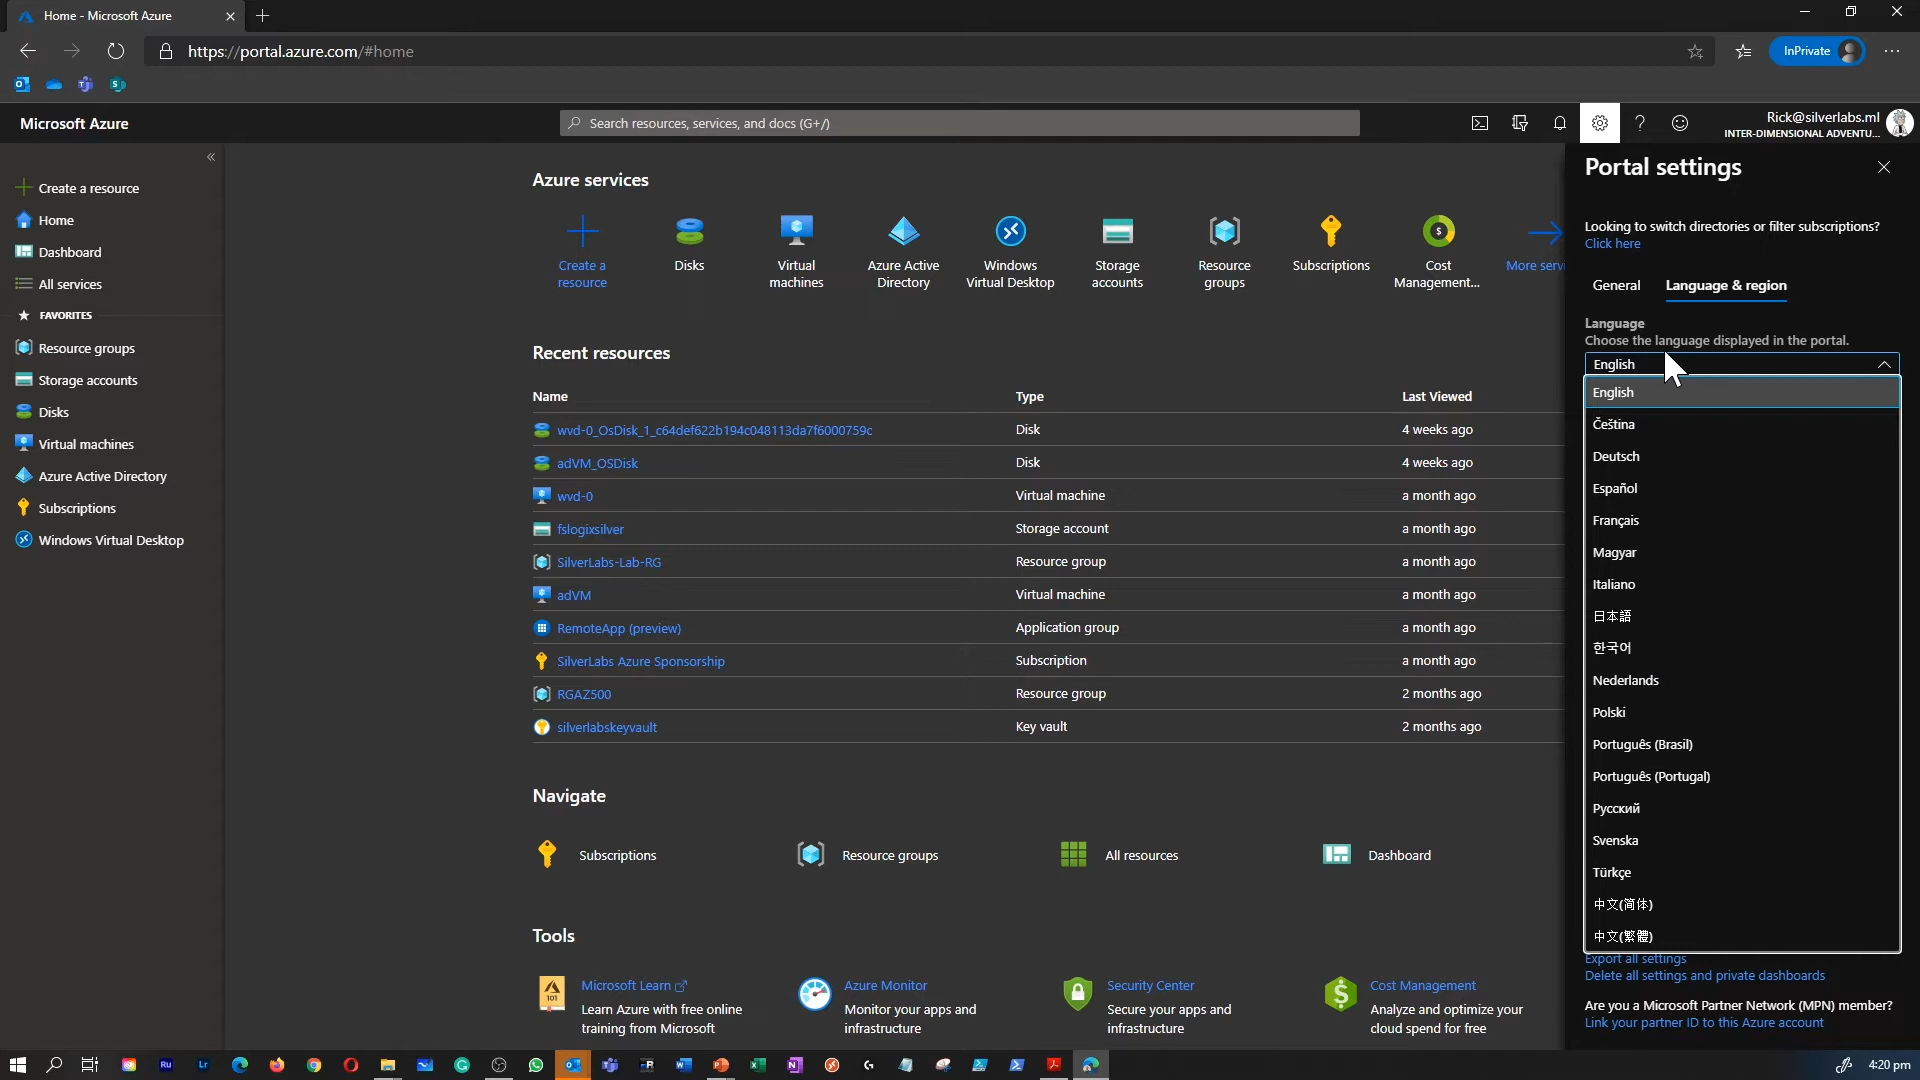 Home - Microsoft Azure
https://portal.azure.com/#home
InPrivate
Microsoft Azure
Search resources, services, and docs (G+/)
Rick@silverlabs.ml
INTER-DIMENSIONAL ADVENTU...
Create a resource
Home
Dashboard
All services
FAVORITES
Resource groups
Storage accounts
Disks
Virtual machines
Azure Active Directory
Subscriptions
Windows Virtual Desktop
Azure services
Create a
resource
Disks
Virtual
machines
Azure Active
Directory
Windows
Virtual Desktop
Storage
accounts
Resource
groups
Subscriptions
Cost
Management...
More servi
Recent resources
Name Type Last Viewed
wvd-0_OsDisk_1_c64def622b194c048113da7f6000759c Disk 4 weeks ago
adVM_OSDisk Disk 4 weeks ago
wvd-0 Virtual machine a month ago
fslogixsilver Storage account a month ago
SilverLabs-Lab-RG Resource group a month ago
adVM Virtual machine a month ago
RemoteApp (preview) Application group a month ago
SilverLabs Azure Sponsorship Subscription a month ago
RGAZ500 Resource group 2 months ago
silverlabskeyvault Key vault 2 months ago
Navigate
Subscriptions Resource groups All resources Dashboard
Tools
Microsoft Learn
Learn Azure with free online
training from Microsoft
Azure Monitor
Monitor your apps and
infrastructure
Security Center
Secure your apps and
infrastructure
Cost Management
Analyze and optimize your
cloud spend for free
Portal settings
Looking to switch directories or filter subscriptions?
Click here
General Language & region
Language
Choose the language displayed in the portal.
English
English
Čeština
Deutsch
Español
Français
Magyar
Italiano
日本語
한국어
Nederlands
Polski
Português (Brasil)
Português (Portugal)
Русский
Svenska
Türkçe
中文(简体)
中文(繁體)
Export all settings
Delete all settings and private dashboards
Are you a Microsoft Partner Network (MPN) member?
Link your partner ID to this Azure account
4:20 pm